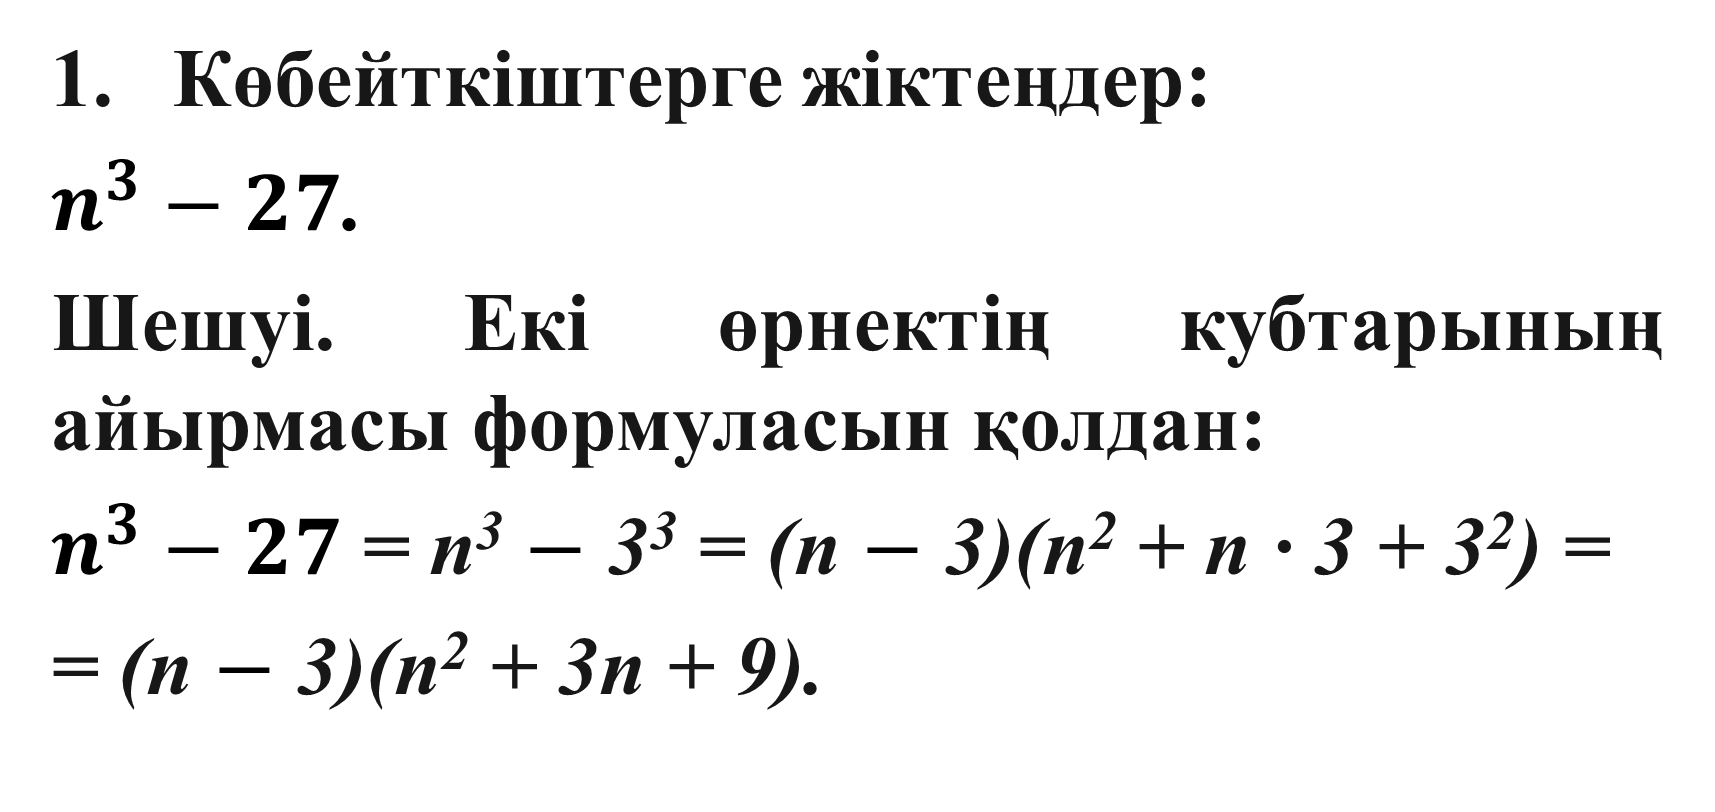 1. Көбейткіштерге жіктеңдер:
n³ − 27.
Шешуі. Екі өрнектің кубтарының
айырмасы формуласын қолдан:
n³ − 27 = n³ − 3³ = (n − 3)(n² + n · 3 + 3²) =
= (n − 3)(n² + 3n + 9).